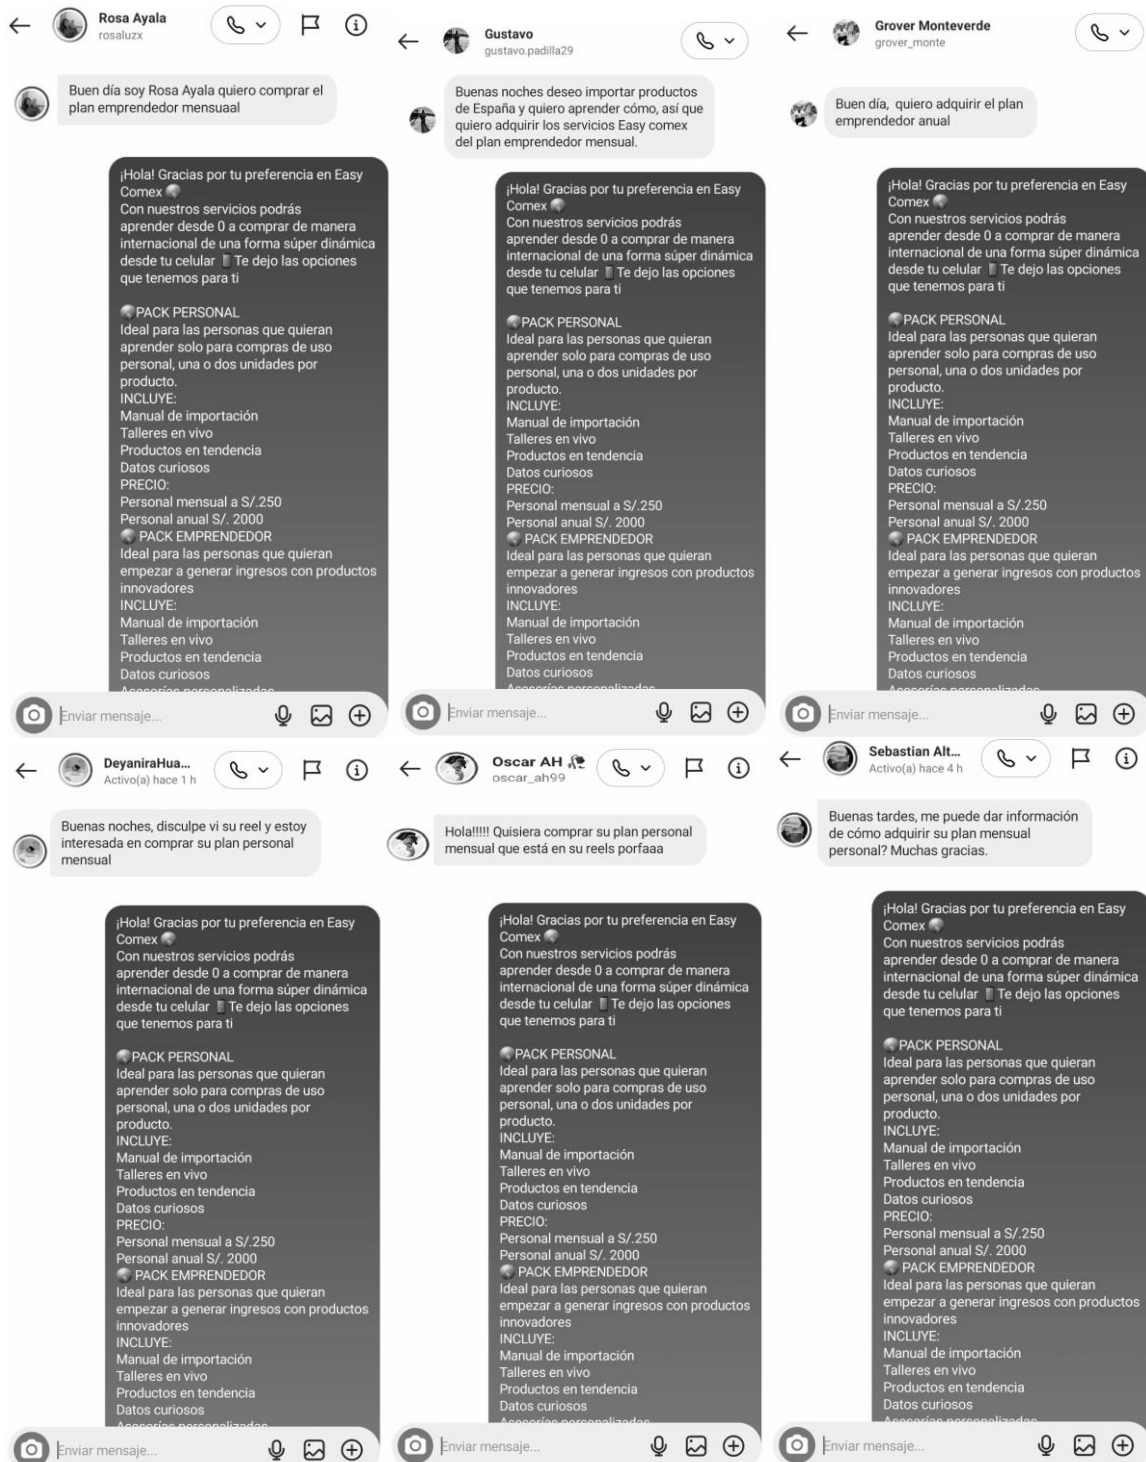 Rosa Ayala
rosaluzx
Buen día soy Rosa Ayala quiero comprar el
plan emprendedor mensuaal
¡Hola! Gracias por tu preferencia en Easy
Comex
Con nuestros servicios podrás
aprender desde 0 a comprar de manera
internacional de una forma súper dinámica
desde tu celular Te dejo las opciones
que tenemos para ti
PACK PERSONAL
Ideal para las personas que quieran
aprender solo para compras de uso
personal, una o dos unidades por
producto.
INCLUYE:
Manual de importación
Talleres en vivo
Productos en tendencia
Datos curiosos
PRECIO:
Personal mensual a S/.250
Personal anual S/. 2000
PACK EMPRENDEDOR
Ideal para las personas que quieran
empezar a generar ingresos con productos
innovadores
INCLUYE:
Manual de importación
Talleres en vivo
Productos en tendencia
Datos curiosos
Asesorías personalizadas
Enviar mensaje...
Gustavo
gustavo.padilla29
Buenas noches deseo importar productos
de España y quiero aprender cómo, así que
quiero adquirir los servicios Easy comex
del plan emprendedor mensual.
¡Hola! Gracias por tu preferencia en Easy
Comex
Con nuestros servicios podrás
aprender desde 0 a comprar de manera
internacional de una forma súper dinámica
desde tu celular Te dejo las opciones
que tenemos para ti
PACK PERSONAL
Ideal para las personas que quieran
aprender solo para compras de uso
personal, una o dos unidades por
producto.
INCLUYE:
Manual de importación
Talleres en vivo
Productos en tendencia
Datos curiosos
PRECIO:
Personal mensual a S/.250
Personal anual S/. 2000
PACK EMPRENDEDOR
Ideal para las personas que quieran
empezar a generar ingresos con productos
innovadores
INCLUYE:
Manual de importación
Talleres en vivo
Productos en tendencia
Datos curiosos
Asesorías personalizadas
Enviar mensaje...
Grover Monteverde
grover_monte
Buen día, quiero adquirir el plan
emprendedor anual
¡Hola! Gracias por tu preferencia en Easy
Comex
Con nuestros servicios podrás
aprender desde 0 a comprar de manera
internacional de una forma súper dinámica
desde tu celular Te dejo las opciones
que tenemos para ti
PACK PERSONAL
Ideal para las personas que quieran
aprender solo para compras de uso
personal, una o dos unidades por
producto.
INCLUYE:
Manual de importación
Talleres en vivo
Productos en tendencia
Datos curiosos
PRECIO:
Personal mensual a S/.250
Personal anual S/. 2000
PACK EMPRENDEDOR
Ideal para las personas que quieran
empezar a generar ingresos con productos
innovadores
INCLUYE:
Manual de importación
Talleres en vivo
Productos en tendencia
Datos curiosos
Asesorías personalizadas
Enviar mensaje...
DeyaniraHua...
Activo(a) hace 1 h
Buenas noches, disculpe vi su reel y estoy
interesada en comprar su plan personal
mensual
¡Hola! Gracias por tu preferencia en Easy
Comex
Con nuestros servicios podrás
aprender desde 0 a comprar de manera
internacional de una forma súper dinámica
desde tu celular Te dejo las opciones
que tenemos para ti
PACK PERSONAL
Ideal para las personas que quieran
aprender solo para compras de uso
personal, una o dos unidades por
producto.
INCLUYE:
Manual de importación
Talleres en vivo
Productos en tendencia
Datos curiosos
PRECIO:
Personal mensual a S/.250
Personal anual S/. 2000
PACK EMPRENDEDOR
Ideal para las personas que quieran
empezar a generar ingresos con productos
innovadores
INCLUYE:
Manual de importación
Talleres en vivo
Productos en tendencia
Datos curiosos
Asesorías personalizadas
Enviar mensaje...
Oscar AH
oscar_ah99
Hola!!!!! Quisiera comprar su plan personal
mensual que está en su reels porfaaa
¡Hola! Gracias por tu preferencia en Easy
Comex
Con nuestros servicios podrás
aprender desde 0 a comprar de manera
internacional de una forma súper dinámica
desde tu celular Te dejo las opciones
que tenemos para ti
PACK PERSONAL
Ideal para las personas que quieran
aprender solo para compras de uso
personal, una o dos unidades por
producto.
INCLUYE:
Manual de importación
Talleres en vivo
Productos en tendencia
Datos curiosos
PRECIO:
Personal mensual a S/.250
Personal anual S/. 2000
PACK EMPRENDEDOR
Ideal para las personas que quieran
empezar a generar ingresos con productos
innovadores
INCLUYE:
Manual de importación
Talleres en vivo
Productos en tendencia
Datos curiosos
Asesorías personalizadas
Enviar mensaje...
Sebastian Alt...
Activo(a) hace 4 h
Buenas tardes, me puede dar información
de cómo adquirir su plan mensual
personal? Muchas gracias.
¡Hola! Gracias por tu preferencia en Easy
Comex
Con nuestros servicios podrás
aprender desde 0 a comprar de manera
internacional de una forma súper dinámica
desde tu celular Te dejo las opciones
que tenemos para ti
PACK PERSONAL
Ideal para las personas que quieran
aprender solo para compras de uso
personal, una o dos unidades por
producto.
INCLUYE:
Manual de importación
Talleres en vivo
Productos en tendencia
Datos curiosos
PRECIO:
Personal mensual a S/.250
Personal anual S/. 2000
PACK EMPRENDEDOR
Ideal para las personas que quieran
empezar a generar ingresos con productos
innovadores
INCLUYE:
Manual de importación
Talleres en vivo
Productos en tendencia
Datos curiosos
Asesorías personalizadas
Enviar mensaje...